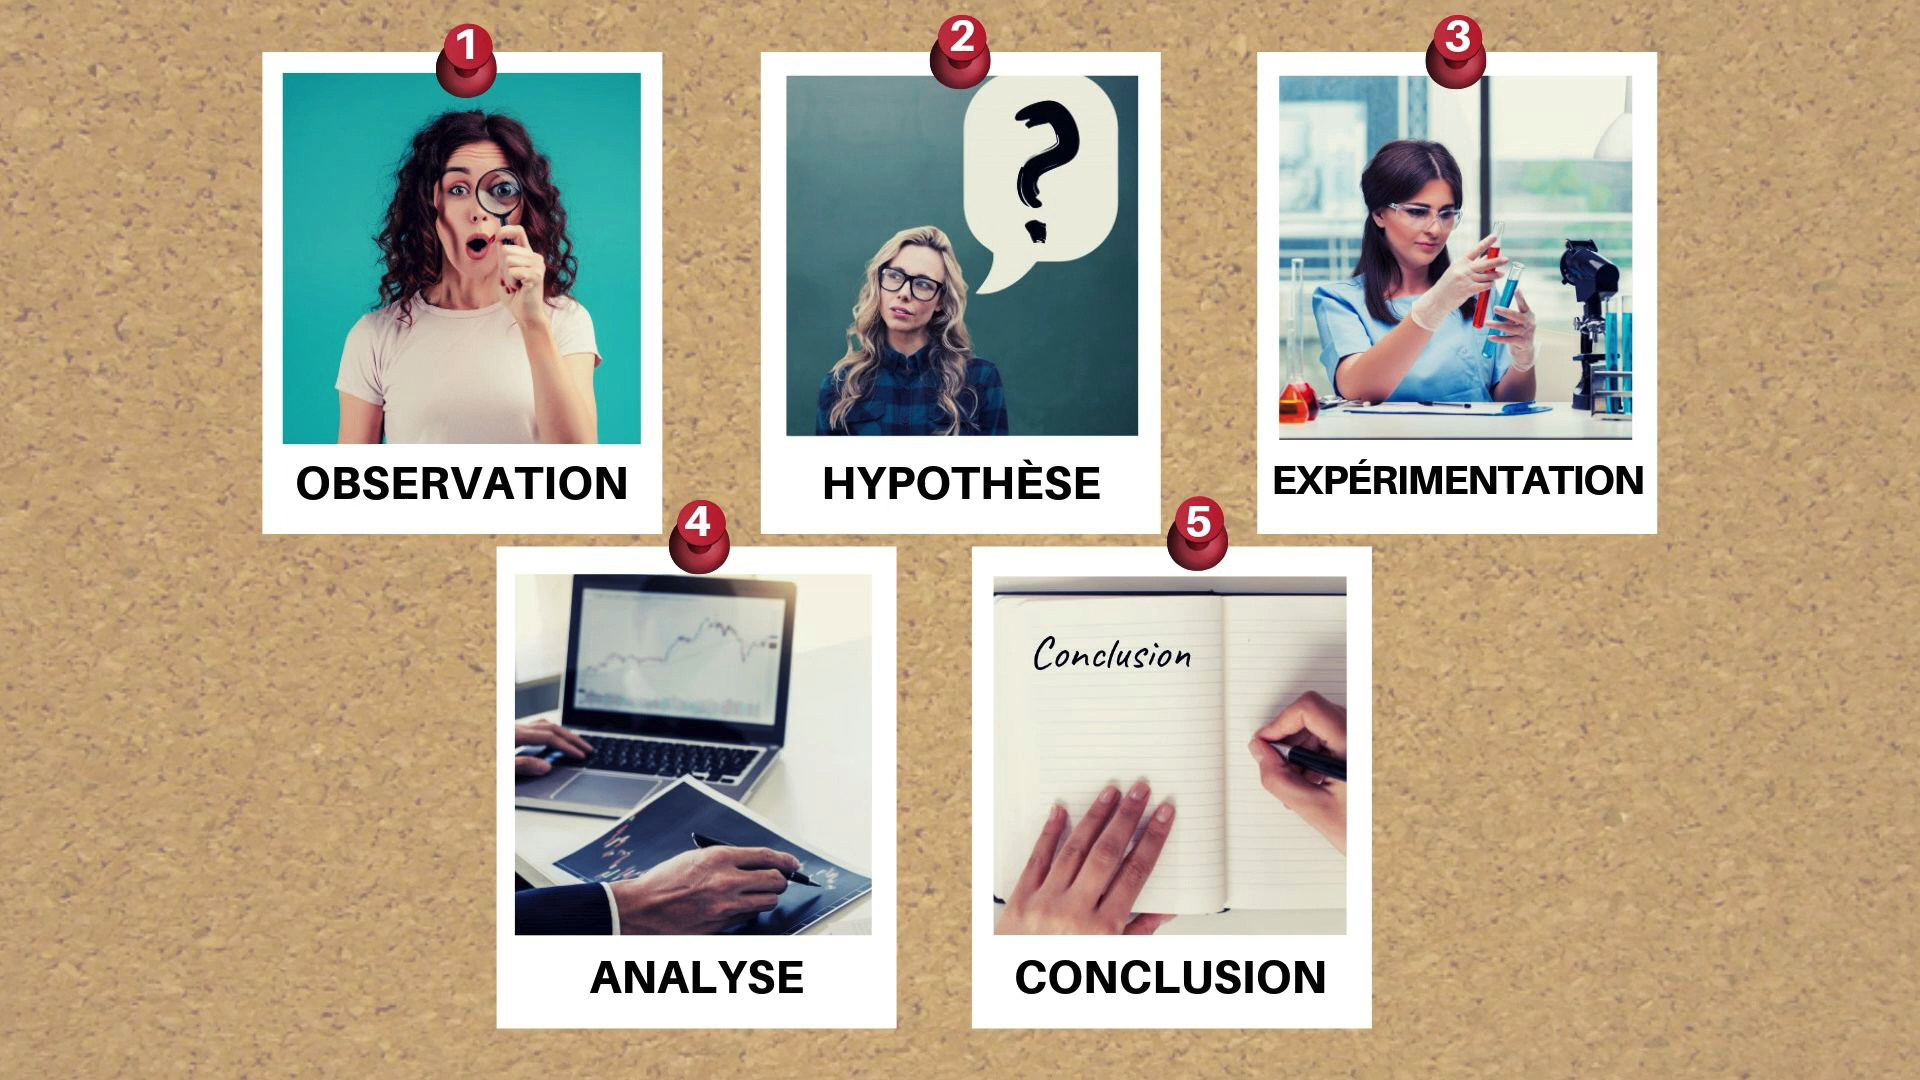 1
OBSERVATION
2
?
HYPOTHÈSE
3
EXPÉRIMENTATION
4
ANALYSE
5
Conclusion
CONCLUSION